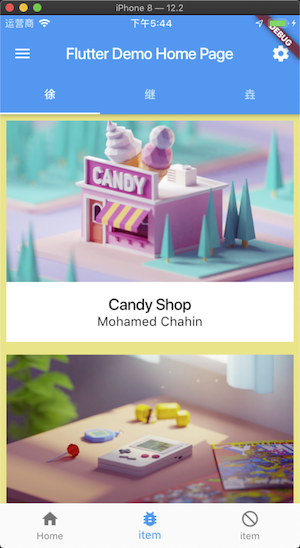 iPhone 8 — 12.2
运营商 下午5:44
DEBUG
Flutter Demo Home Page
徐 继 垚
CANDY
Candy Shop
Mohamed Chahin
Home item item